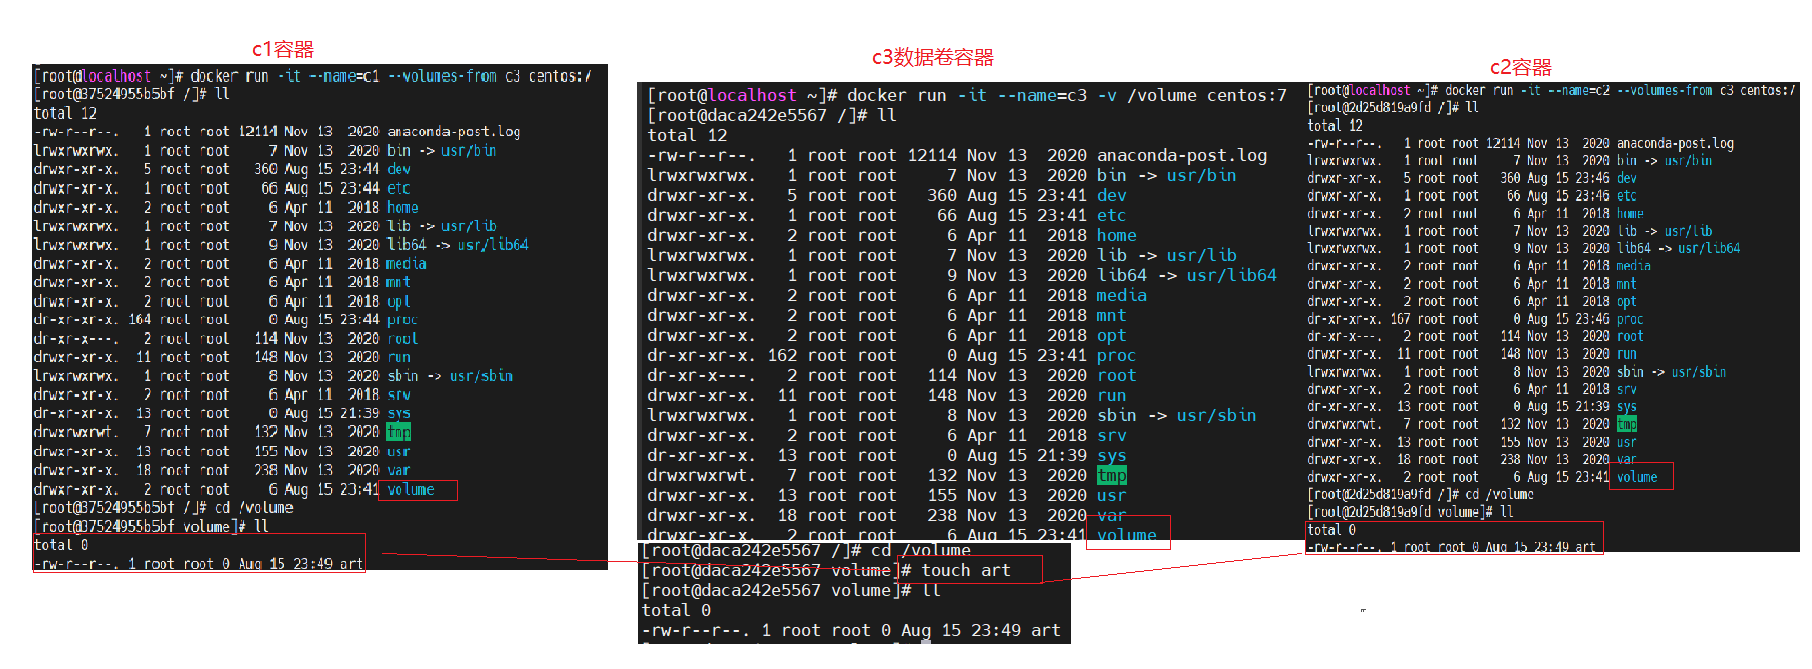 c1容器
[root@localhost ~]# docker run -it --name=c1 --volumes-from c3 centos:7
[root@37524955b5bf /]# ll
total 12
-rw-r--r--.   1 root root 12114 Nov 13  2020 anaconda-post.log
lrwxrwxrwx.   1 root root     7 Nov 13  2020 bin -> usr/bin
drwxr-xr-x.   5 root root   360 Aug 15 23:44 dev
drwxr-xr-x.   1 root root    66 Aug 15 23:44 etc
drwxr-xr-x.   2 root root     6 Apr 11  2018 home
lrwxrwxrwx.   1 root root     7 Nov 13  2020 lib -> usr/lib
lrwxrwxrwx.   1 root root     9 Nov 13  2020 lib64 -> usr/lib64
drwxr-xr-x.   2 root root     6 Apr 11  2018 media
drwxr-xr-x.   2 root root     6 Apr 11  2018 mnt
drwxr-xr-x.   2 root root     6 Apr 11  2018 opt
dr-xr-xr-x. 164 root root     0 Aug 15 23:44 proc
dr-xr-x---.   2 root root   114 Nov 13  2020 root
drwxr-xr-x.  11 root root   148 Nov 13  2020 run
lrwxrwxrwx.   1 root root     8 Nov 13  2020 sbin -> usr/sbin
drwxr-xr-x.   2 root root     6 Apr 11  2018 srv
dr-xr-xr-x.  13 root root     0 Aug 15 21:39 sys
drwxrwxrwt.   7 root root   132 Nov 13  2020 tmp
drwxr-xr-x.  13 root root   155 Nov 13  2020 usr
drwxr-xr-x.  18 root root   238 Nov 13  2020 var
drwxr-xr-x.   2 root root     6 Aug 15 23:41 volume
[root@37524955b5bf /]# cd /volume
[root@37524955b5bf volume]# ll
total 0
-rw-r--r--. 1 root root 0 Aug 15 23:49 art
c3数据卷容器
[root@localhost ~]# docker run -it --name=c3 -v /volume centos:7
[root@daca242e5567 /]# ll
total 12
-rw-r--r--.   1 root root 12114 Nov 13  2020 anaconda-post.log
lrwxrwxrwx.   1 root root     7 Nov 13  2020 bin -> usr/bin
drwxr-xr-x.   5 root root   360 Aug 15 23:41 dev
drwxr-xr-x.   1 root root    66 Aug 15 23:41 etc
drwxr-xr-x.   2 root root     6 Apr 11  2018 home
lrwxrwxrwx.   1 root root     7 Nov 13  2020 lib -> usr/lib
lrwxrwxrwx.   1 root root     9 Nov 13  2020 lib64 -> usr/lib64
drwxr-xr-x.   2 root root     6 Apr 11  2018 media
drwxr-xr-x.   2 root root     6 Apr 11  2018 mnt
drwxr-xr-x.   2 root root     6 Apr 11  2018 opt
dr-xr-xr-x. 162 root root     0 Aug 15 23:41 proc
dr-xr-x---.   2 root root   114 Nov 13  2020 root
drwxr-xr-x.  11 root root   148 Nov 13  2020 run
lrwxrwxrwx.   1 root root     8 Nov 13  2020 sbin -> usr/sbin
drwxr-xr-x.   2 root root     6 Apr 11  2018 srv
dr-xr-xr-x.  13 root root     0 Aug 15 21:39 sys
drwxrwxrwt.   7 root root   132 Nov 13  2020 tmp
drwxr-xr-x.  13 root root   155 Nov 13  2020 usr
drwxr-xr-x.  18 root root   238 Nov 13  2020 var
drwxr-xr-x.   2 root root     6 Aug 15 23:41 volume
[root@daca242e5567 /]# cd /volume
[root@daca242e5567 volume]# touch art
[root@daca242e5567 volume]# ll
total 0
-rw-r--r--. 1 root root 0 Aug 15 23:49 art
c2容器
[root@localhost ~]# docker run -it --name=c2 --volumes-from c3 centos:7
[root@2d25d819a9fd /]# ll
total 12
-rw-r--r--.   1 root root 12114 Nov 13  2020 anaconda-post.log
lrwxrwxrwx.   1 root root     7 Nov 13  2020 bin -> usr/bin
drwxr-xr-x.   5 root root   360 Aug 15 23:46 dev
drwxr-xr-x.   1 root root    66 Aug 15 23:46 etc
drwxr-xr-x.   2 root root     6 Apr 11  2018 home
lrwxrwxrwx.   1 root root     7 Nov 13  2020 lib -> usr/lib
lrwxrwxrwx.   1 root root     9 Nov 13  2020 lib64 -> usr/lib64
drwxr-xr-x.   2 root root     6 Apr 11  2018 media
drwxr-xr-x.   2 root root     6 Apr 11  2018 mnt
drwxr-xr-x.   2 root root     6 Apr 11  2018 opt
dr-xr-xr-x. 167 root root     0 Aug 15 23:46 proc
dr-xr-x---.   2 root root   114 Nov 13  2020 root
drwxr-xr-x.  11 root root   148 Nov 13  2020 run
lrwxrwxrwx.   1 root root     8 Nov 13  2020 sbin -> usr/sbin
drwxr-xr-x.   2 root root     6 Apr 11  2018 srv
dr-xr-xr-x.  13 root root     0 Aug 15 21:39 sys
drwxrwxrwt.   7 root root   132 Nov 13  2020 tmp
drwxr-xr-x.  13 root root   155 Nov 13  2020 usr
drwxr-xr-x.  18 root root   238 Nov 13  2020 var
drwxr-xr-x.   2 root root     6 Aug 15 23:41 volume
[root@2d25d819a9fd /]# cd /volume
[root@2d25d819a9fd volume]# ll
total 0
-rw-r--r--. 1 root root 0 Aug 15 23:49 art